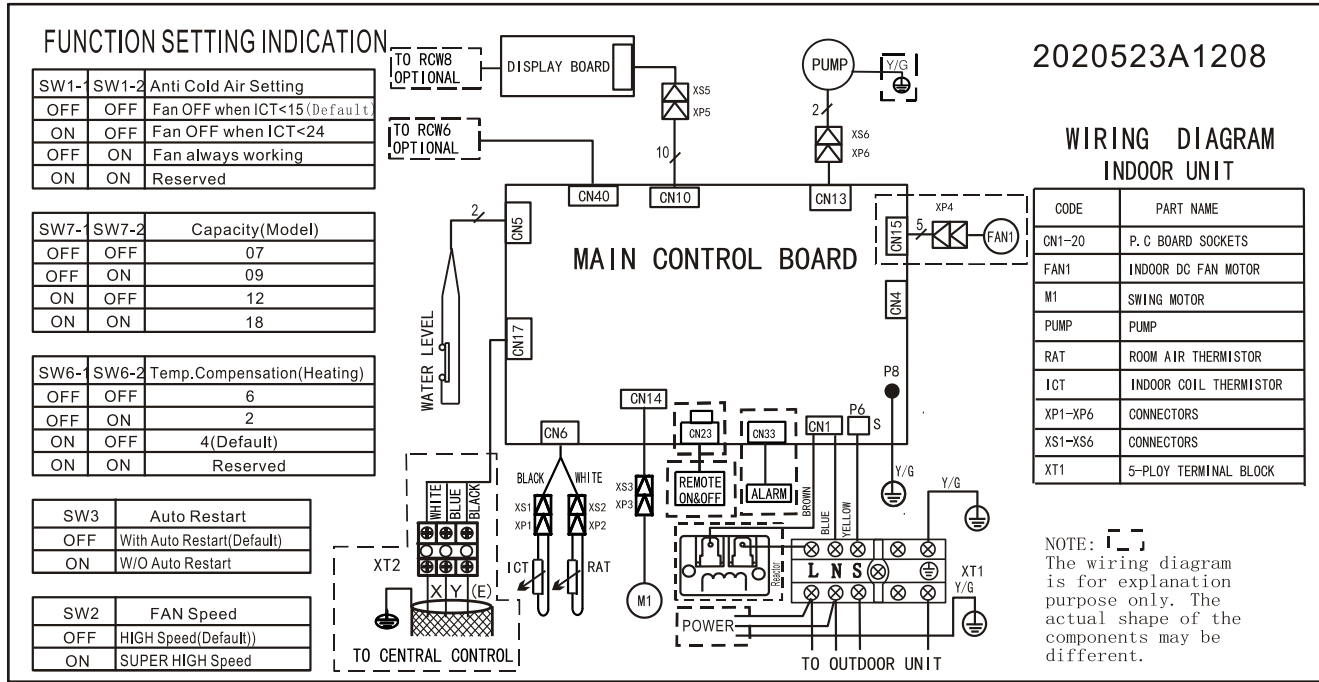 FUNCTION SETTING INDICATION
SW1-1 SW1-2 Anti Cold Air Setting
OFF OFF Fan OFF when ICT<15(Default)
ON OFF Fan OFF when ICT<24
OFF ON Fan always working
ON ON Reserved
SW7-1 SW7-2 Capacity(Model)
OFF OFF 07
OFF ON 09
ON OFF 12
ON ON 18
SW6-1 SW6-2 Temp.Compensation(Heating)
OFF OFF 6
OFF ON 2
ON OFF 4(Default)
ON ON Reserved
SW3 Auto Restart
OFF With Auto Restart(Default)
ON W/O Auto Restart
SW2 FAN Speed
OFF HIGH Speed(Default))
ON SUPER HIGH Speed
TO RCW8
OPTIONAL
DISPLAY BOARD
XS5
XP5
10
TO RCW6
OPTIONAL
PUMP
Y/G
2
XS6
XP6
CN40
CN10
CN13
2
CN5
WATER LEVEL
CN17
MAIN CONTROL BOARD
CN15
5
XP4
FAN1
CN4
P8
Y/G
CN14
CN6
CN23
CN33
CN1
P6
S
BLACK
WHITE
XS1
XP1
XS2
XP2
ICT
RAT
XS3
XP3
M1
REMOTE
ON&OFF
ALARM
BROWN
BLUE
YELLOW
Reactor
POWER
L N S
XT1
Y/G
Y/G
TO OUTDOOR UNIT
WHITE
BLUE
BLACK
XT2
X Y (E)
TO CENTRAL CONTROL
2020523A1208
WIRING DIAGRAM
INDOOR UNIT
CODE PART NAME
CN1-20 P.C BOARD SOCKETS
FAN1 INDOOR DC FAN MOTOR
M1 SWING MOTOR
PUMP PUMP
RAT ROOM AIR THERMISTOR
ICT INDOOR COIL THERMISTOR
XP1-XP6 CONNECTORS
XS1-XS6 CONNECTORS
XT1 5-PLOY TERMINAL BLOCK
NOTE:
The wiring diagram
is for explanation
purpose only. The
actual shape of the
components may be
different.